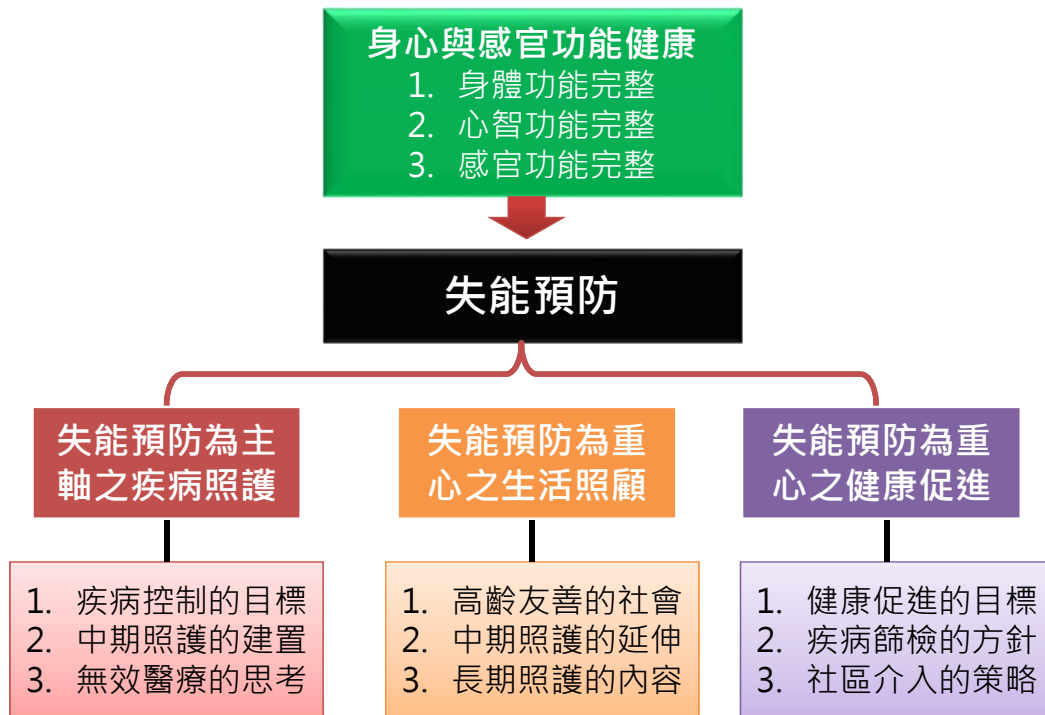 身心與感官功能健康
1. 身體功能完整
2. 心智功能完整
3. 感官功能完整
失能預防
失能預防為主
軸之疾病照護
1. 疾病控制的目標
2. 中期照護的建置
3. 無效醫療的思考
失能預防為重
心之生活照顧
1. 高齡友善的社會
2. 中期照護的延伸
3. 長期照護的內容
失能預防為重
心之健康促進
1. 健康促進的目標
2. 疾病篩檢的方針
3. 社區介入的策略